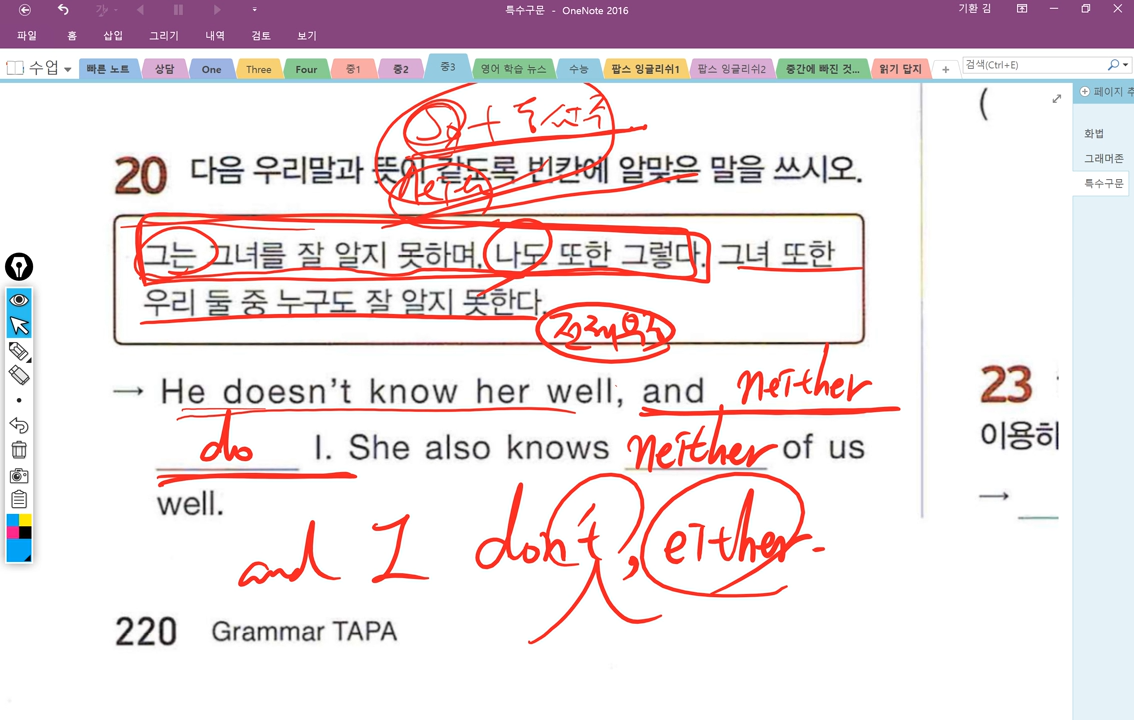 특수구문 - OneNote 2016
기환 김
파일 홈 삽입 그리기 내역 검토 보기
수업 빠른 노트 상담 One Three Four 중1 중2 중3 영어 학습 뉴스 수능 팝스 잉글리쉬1 팝스 잉글리쉬2 중간에 빠진 것... 읽기 답지 + 검색(Ctrl+E)
페이지 추
화법
그래머존
특수구문
(
So +
20 다음 우리말과 뜻이 같도록 빈칸에 알맞은 말을 쓰시오.
그는 그녀를 잘 알지 못하며, 나도 또한 그렇다. 그녀 또한
우리 둘 중 누구도 잘 알지 못한다.
→ He doesn't know her well, and neither
do I. She also knows neither of us
well.
and I don't, either.
220 Grammar TAPA
23
이용하
→